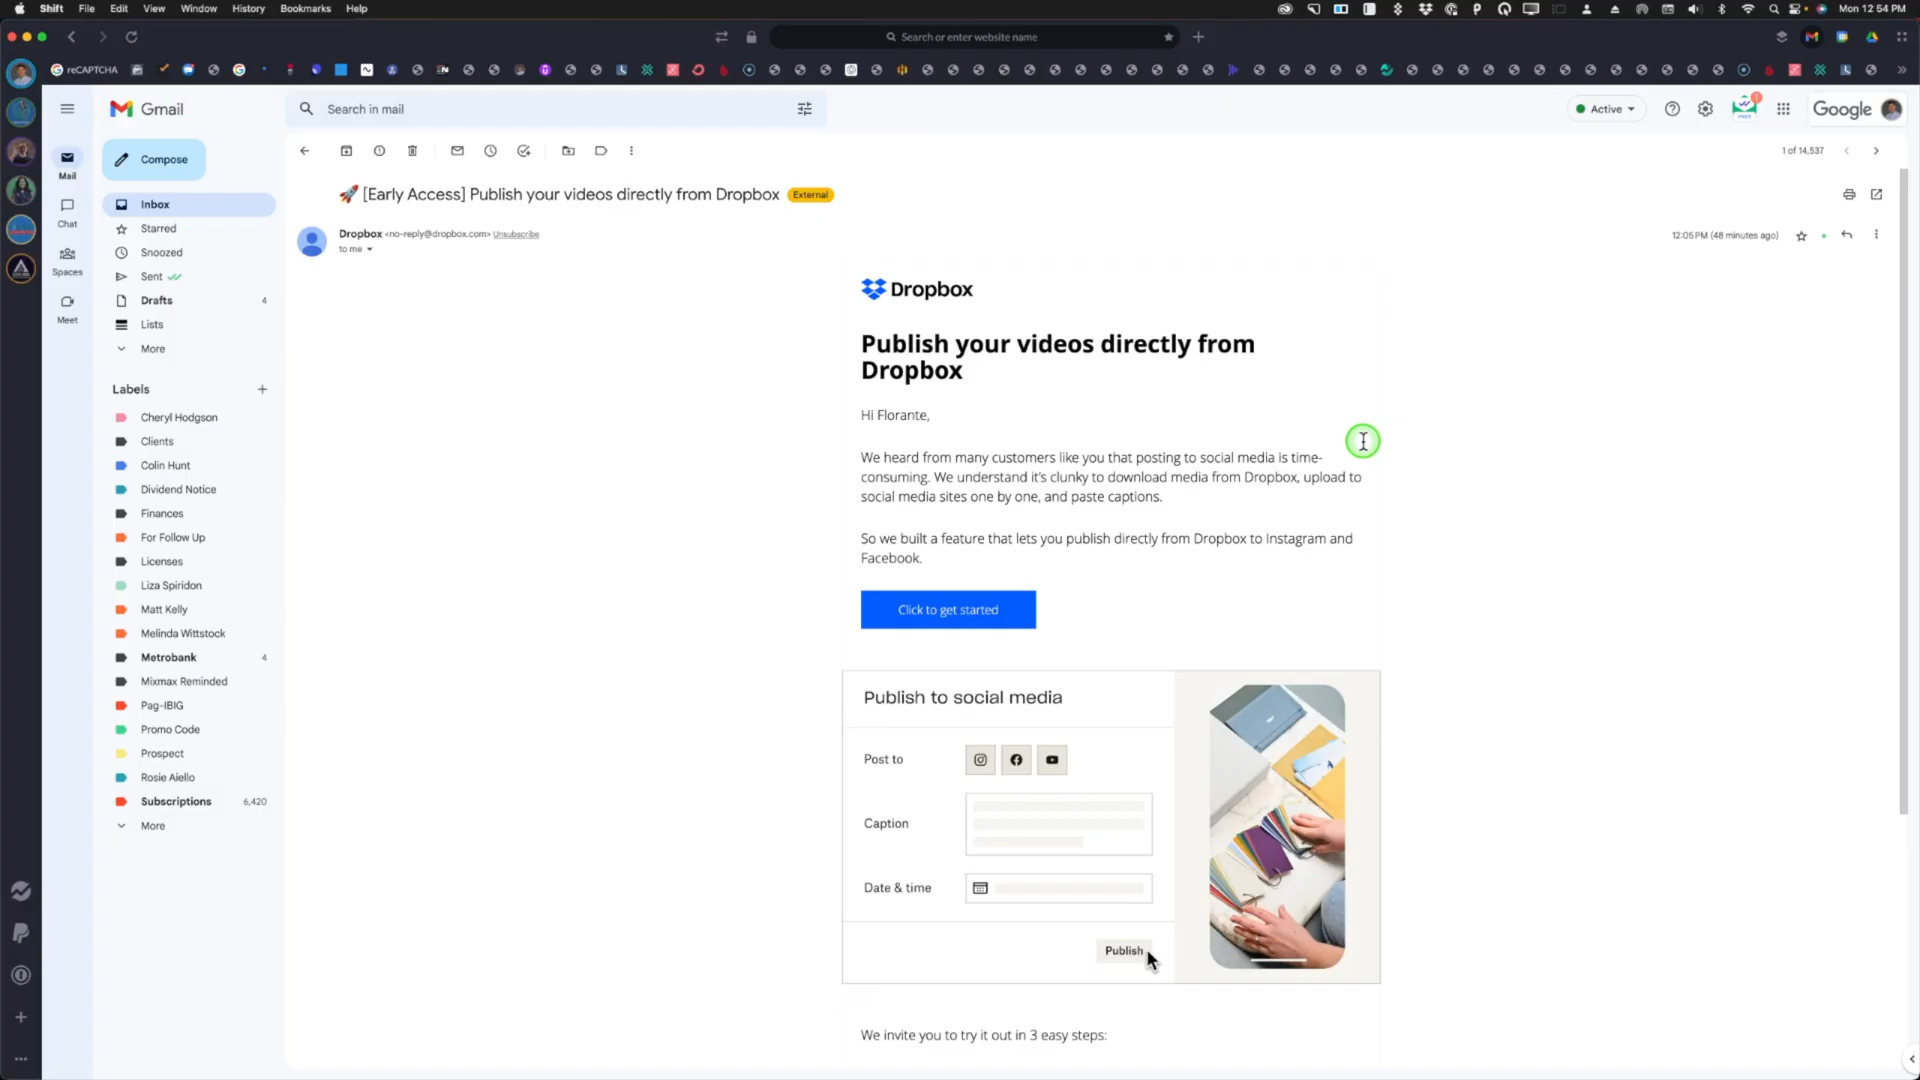 Shift File Edit View Window History Bookmarks Help
Mon 12:54 PM
Search or enter website name
reCAPTCHA
Gmail
Search in mail
Active
Google
Compose
1 of 14,537
Mail
Inbox
🚀 [Early Access] Publish your videos directly from Dropbox External
Chat
Starred
Dropbox <no-reply@dropbox.com> Unsubscribe
12:05 PM (48 minutes ago)
to me
Snoozed
Spaces
Sent
Drafts 4
Meet
Lists
More
Labels
Cheryl Hodgson
Clients
Colin Hunt
Dividend Notice
Finances
For Follow Up
Licenses
Liza Spiridon
Matt Kelly
Melinda Wittstock
Metrobank 4
Mixmax Reminded
Pag-IBIG
Promo Code
Prospect
Rosie Aiello
Subscriptions 6,420
More
Dropbox
Publish your videos directly from
Dropbox
Hi Florante,
We heard from many customers like you that posting to social media is time-
consuming. We understand it's clunky to download media from Dropbox, upload to
social media sites one by one, and paste captions.
So we built a feature that lets you publish directly from Dropbox to Instagram and
Facebook.
Click to get started
Publish to social media
Post to
Caption
Date & time
Publish
We invite you to try it out in 3 easy steps: